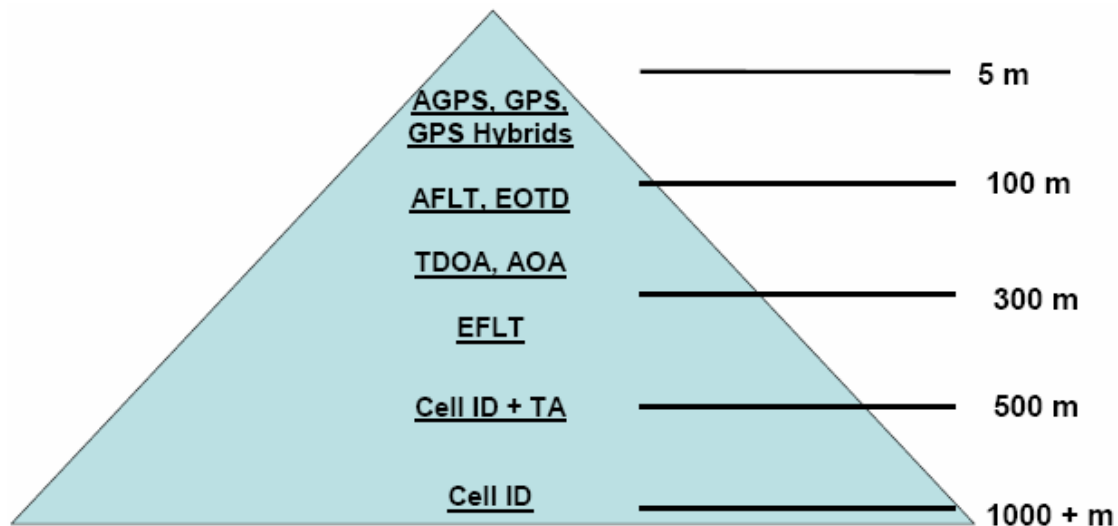 5 m
AGPS, GPS,
GPS Hybrids
100 m
AFLT, EOTD
TDOA, AOA
300 m
EFLT
Cell ID + TA
500 m
Cell ID
1000 + m